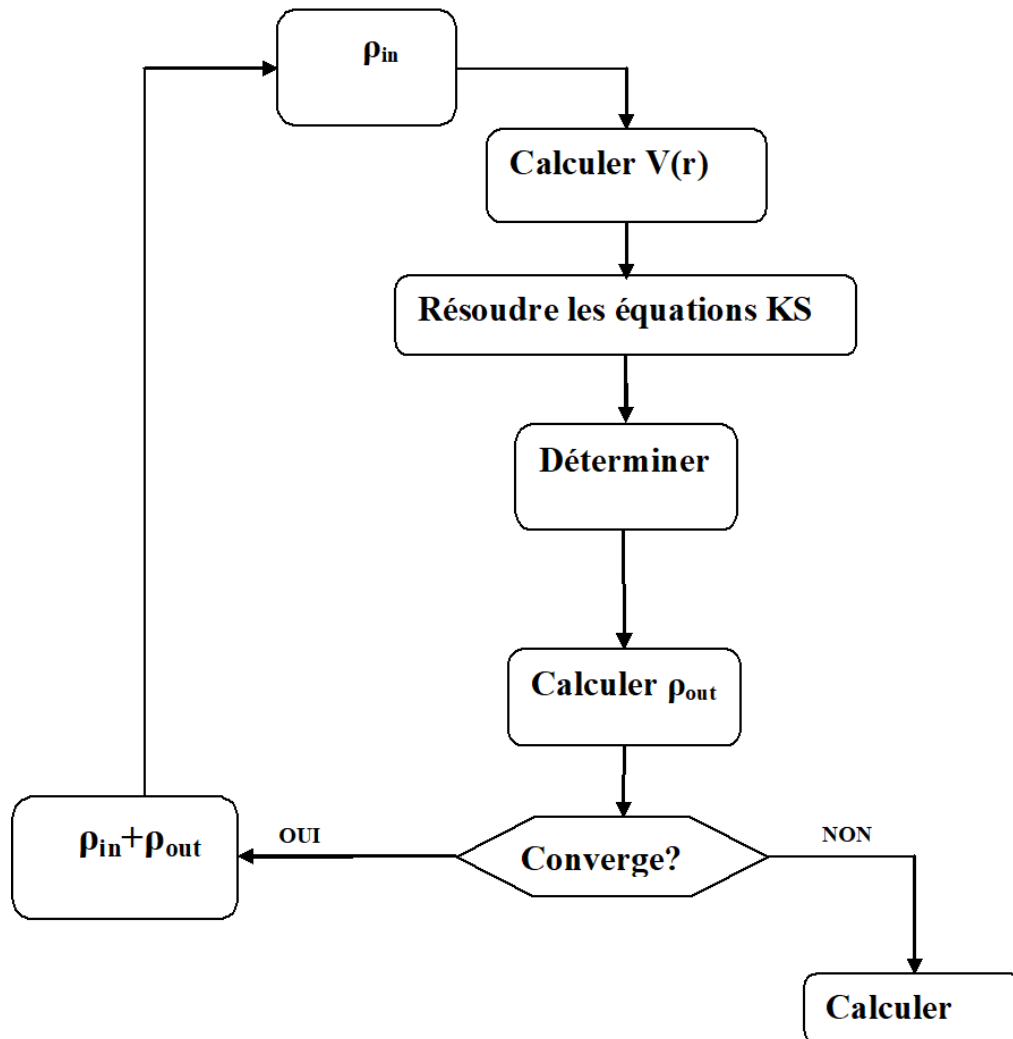 ρin
Calculer V(r)
Résoudre les équations KS
Déterminer
Calculer ρout
ρin+ρout
OUI
Converge?
NON
Calculer